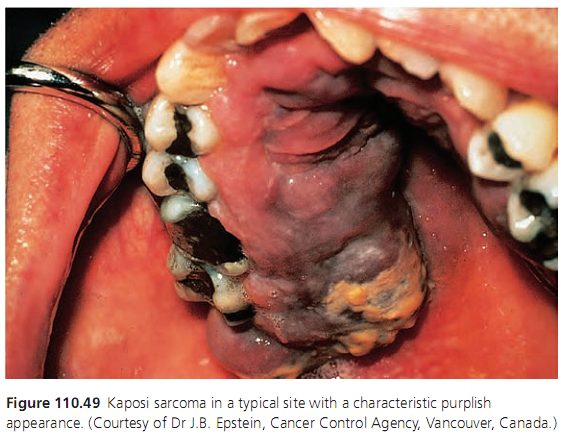 Figure 110.49 Kaposi sarcoma in a typical site with a characteristic purplish
appearance. (Courtesy of Dr J.B. Epstein, Cancer Control Agency, Vancouver, Canada.)